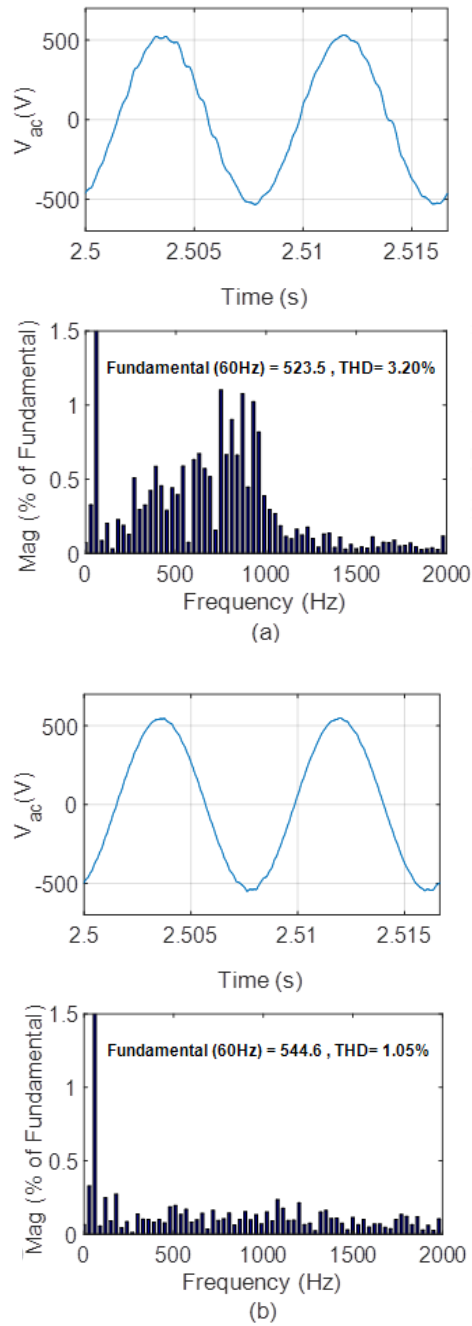 V_ac(V)
500
0
-500
2.5 2.505 2.51 2.515
Time (s)
Mag (% of Fundamental)
1.5
1
0.5
0
Fundamental (60Hz) = 523.5 , THD= 3.20%
0 500 1000 1500 2000
Frequency (Hz)
(a)
V_ac(V)
500
0
-500
2.5 2.505 2.51 2.515
Time (s)
Mag (% of Fundamental)
1.5
1
0.5
0
Fundamental (60Hz) = 544.6 , THD= 1.05%
0 500 1000 1500 2000
Frequency (Hz)
(b)